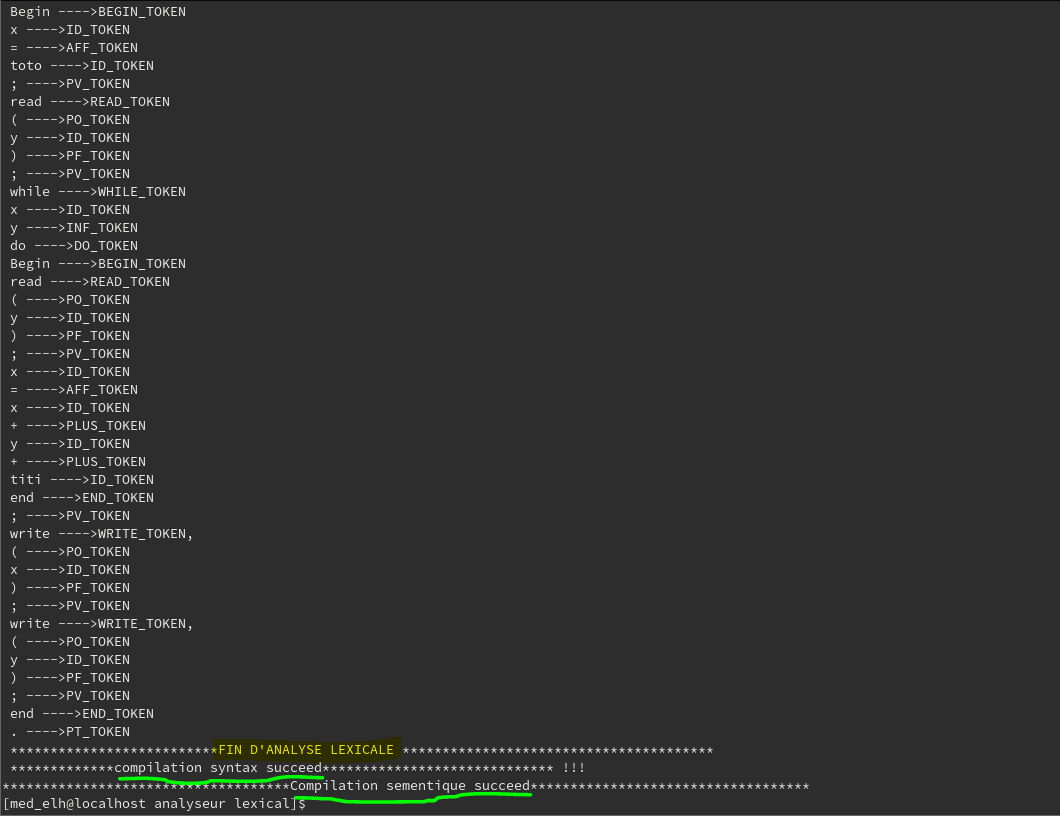 Begin ---->BEGIN_TOKEN
x ---->ID_TOKEN
= ---->AFF_TOKEN
toto ---->ID_TOKEN
; ---->PV_TOKEN
read ---->READ_TOKEN
( ---->PO_TOKEN
y ---->ID_TOKEN
) ---->PF_TOKEN
; ---->PV_TOKEN
while ---->WHILE_TOKEN
x ---->ID_TOKEN
y ---->INF_TOKEN
do ---->DO_TOKEN
Begin ---->BEGIN_TOKEN
read ---->READ_TOKEN
( ---->PO_TOKEN
y ---->ID_TOKEN
) ---->PF_TOKEN
; ---->PV_TOKEN
x ---->ID_TOKEN
= ---->AFF_TOKEN
x ---->ID_TOKEN
+ ---->PLUS_TOKEN
y ---->ID_TOKEN
+ ---->PLUS_TOKEN
titi ---->ID_TOKEN
end ---->END_TOKEN
; ---->PV_TOKEN
write ---->WRITE_TOKEN,
( ---->PO_TOKEN
x ---->ID_TOKEN
) ---->PF_TOKEN
; ---->PV_TOKEN
write ---->WRITE_TOKEN,
( ---->PO_TOKEN
y ---->ID_TOKEN
) ---->PF_TOKEN
; ---->PV_TOKEN
end ---->END_TOKEN
. ---->PT_TOKEN
**************************FIN D'ANALYSE LEXICALE ***************************************
*************compilation syntax succeed***************************** !!!
************************************Compilation sementique succeed***********************************
[med_elh@localhost analyseur lexical]$